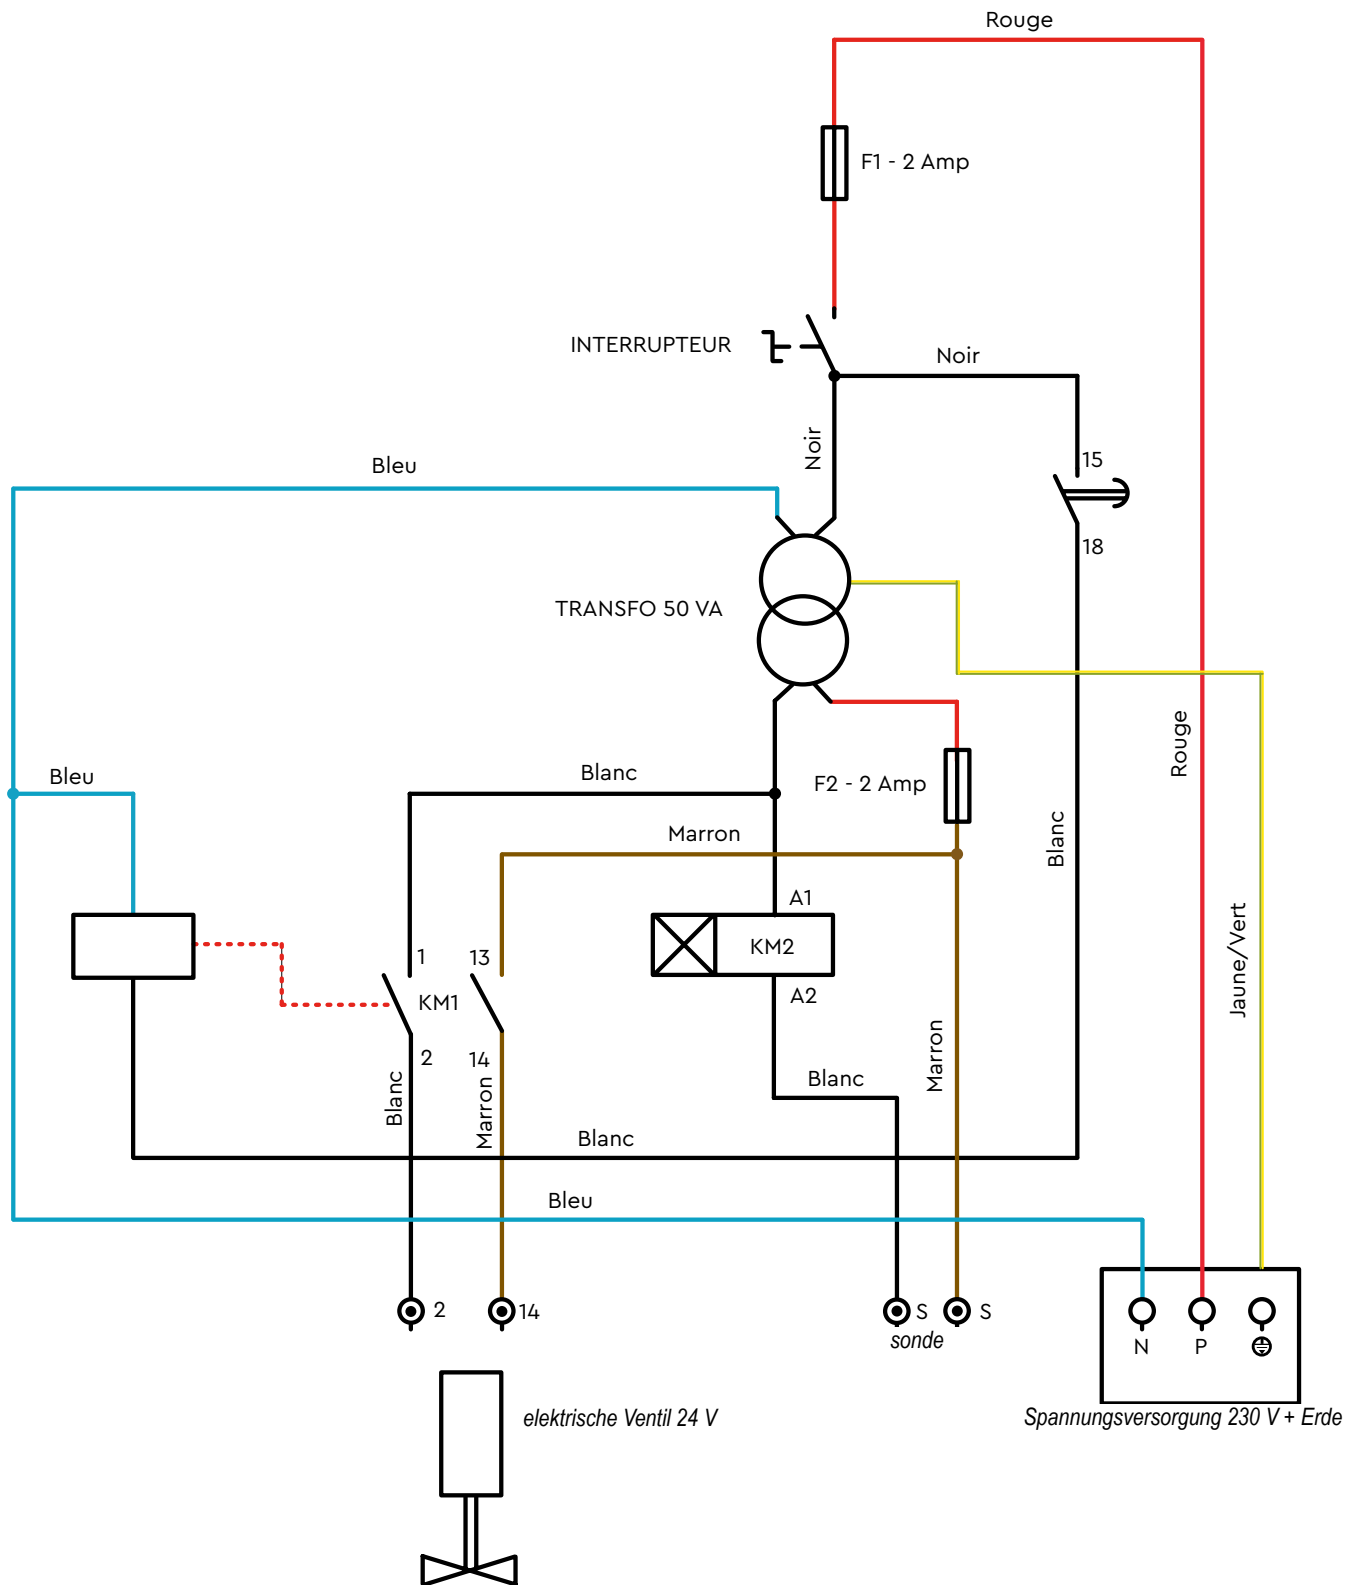 Rouge
F1 - 2 Amp
INTERRUPTEUR
Noir
Noir
Bleu
15
18
TRANSFO 50 VA
Rouge
Bleu
Blanc
F2 - 2 Amp
Marron
Blanc
A1
KM2
A2
Jaune/Vert
1
13
KM1
2
14
Blanc
Marron
Marron
Blanc
Blanc
Bleu
2
14
S
S
sonde
N
P
elektrische Ventil 24 V
Spannungsversorgung 230 V + Erde